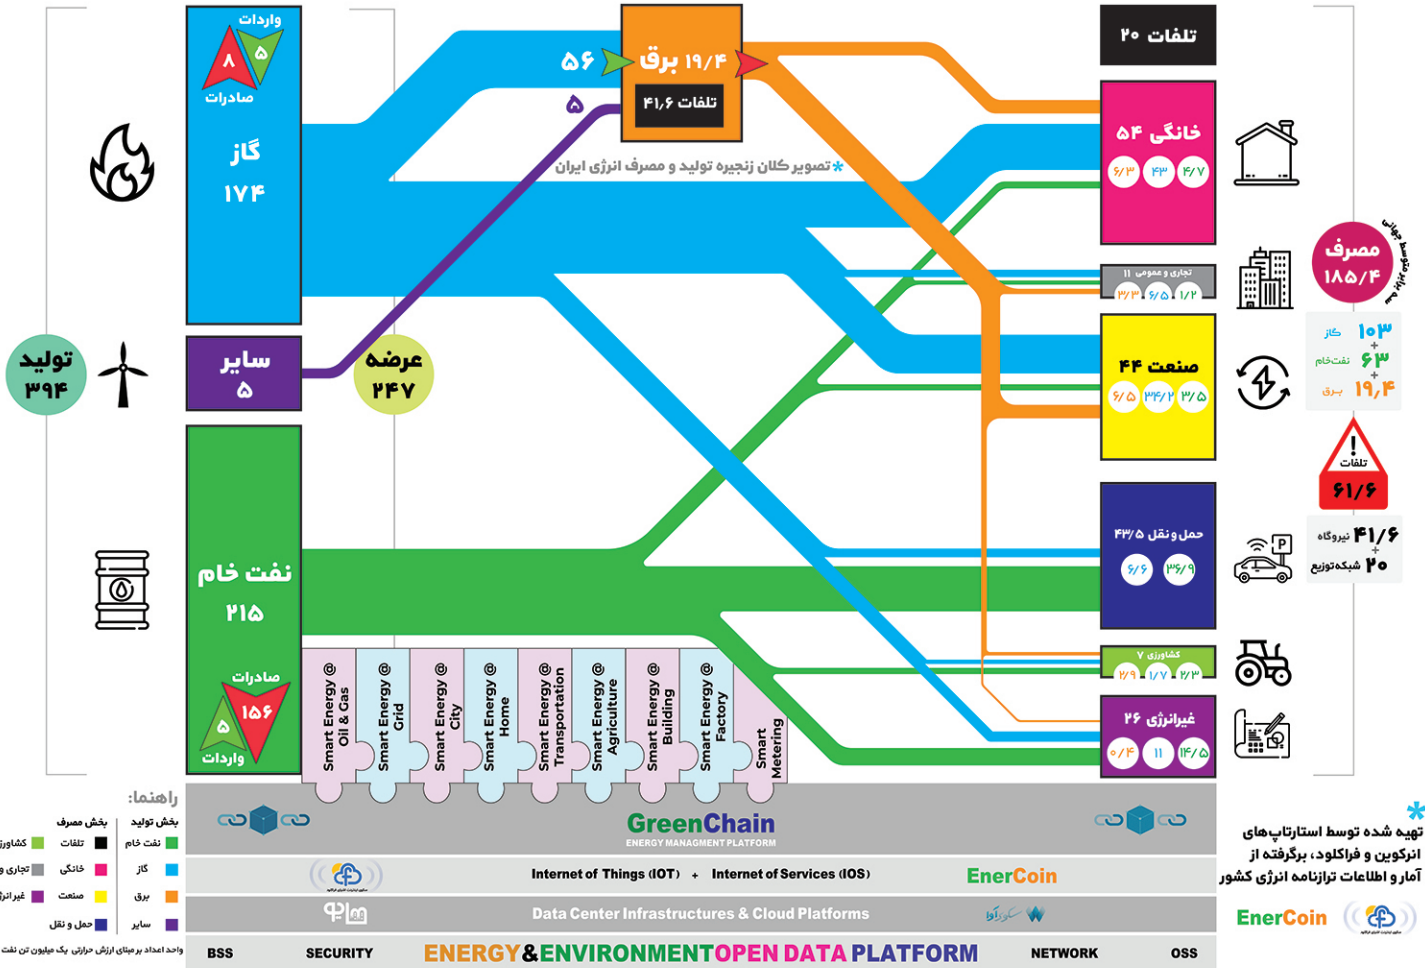 واردات
۵
۸
صادرات
گاز
۱۷۴
۵۶
۵
برق ۱۹/۴
تلفات ۴۱٫۶
*تصویر کلان زنجیره تولید و مصرف انرژی ایران
تلفات ۲۰
خانگی ۵۴
۶/۳ ۴۳ ۴/۷
تجاری و عمومی ۱۱
۳/۳ ۶/۵ ۱/۲
صنعت ۴۴
۶/۵ ۳۴/۲ ۳/۵
حمل و نقل ۴۳/۵
۶/۶ ۳۶/۹
کشاورزی ۷
۲/۹ ۱/۷ ۲/۳
غیرانرژی ۲۶
۰/۴ ۱۱ ۱۴/۵
تولید
۳۹۴
سایر
۵
عرضه
۲۴۷
نفت خام
۲۱۵
صادرات
۱۵۶
۵
واردات
مصرف
۱۸۵/۴
سه برابر متوسط جهانی
۱۰۳ گاز
+
۶۳ نفت‌خام
+
۱۹٫۴ برق
!
تلفات
۶۱/۶
۴۱/۶ نیروگاه
+
۲۰ شبکه‌توزیع
Smart Energy @
Oil & Gas
Smart Energy @
Grid
Smart Energy @
City
Smart Energy @
Home
Smart Energy @
Transportation
Smart Energy @
Agriculture
Smart Energy @
Building
Smart Energy @
Factory
Smart
Metering
راهنما:
بخش تولید
نفت خام
گاز
برق
سایر
بخش مصرف
تلفات
خانگی
صنعت
حمل و نقل
کشاورز
تجاری و
غیر انرژ
واحد اعداد بر مبنای ارزش حرارتی یک میلیون تن نفت
GreenChain
ENERGY MANAGMENT PLATFORM
Internet of Things (IOT) + Internet of Services (IOS)
EnerCoin
Data Center Infrastructures & Cloud Platforms
BSS SECURITY ENERGY&ENVIRONMENTOPEN DATA PLATFORM NETWORK OSS
*
تهیه شده توسط استارتاپ‌های
انرکوین و فراکلود، برگرفته از
آمار و اطلاعات ترازنامه انرژی کشور
EnerCoin